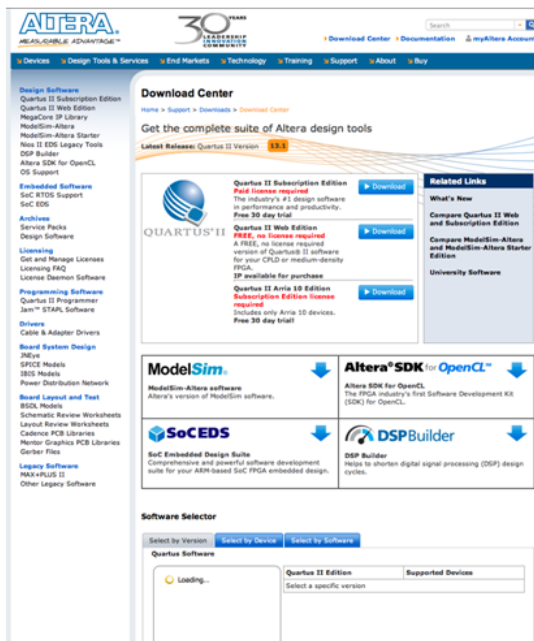 ALTERA
MEASURABLE ADVANTAGE™
30 YEARS
LEADERSHIP
INNOVATION
COMMUNITY
Search
Download Center
Documentation
myAltera Account
Devices
Design Tools & Services
End Markets
Technology
Training
Support
About
Buy
Design Software
Quartus II Subscription Edition
Quartus II Web Edition
MegaCore IP Library
ModelSim-Altera
ModelSim-Altera Starter
Nios II EDS Legacy Tools
DSP Builder
Altera SDK for OpenCL
OS Support
Embedded Software
SoC RTOS Support
SoC EDS
Archives
Service Packs
Design Software
Licensing
Get and Manage Licenses
Licensing FAQ
License Daemon Software
Programming Software
Quartus II Programmer
Jam™ STAPL Software
Drivers
Cable & Adapter Drivers
Board System Design
JNEye
SPICE Models
IBIS Models
Power Distribution Network
Board Layout and Test
BSDL Models
Schematic Review Worksheets
Layout Review Worksheets
Cadence PCB Libraries
Mentor Graphics PCB Libraries
Gerber Files
Legacy Software
MAX+PLUS II
Other Legacy Software
Download Center
Home > Support > Downloads > Download Center
Get the complete suite of Altera design tools
Latest Release: Quartus II Version 13.1
QUARTUS II
Quartus II Subscription Edition
Paid license required
The industry's #1 design software
in performance and productivity.
Free 30 day trial
Download
Quartus II Web Edition
FREE, no license required
A FREE, no license required
version of Quartus® II software
for your CPLD or medium-density
FPGA.
IP available for purchase
Download
Quartus II Arria 10 Edition
Subscription Edition license
required
Includes only Arria 10 devices.
Free 30 day trial!
Download
Related Links
What's New
Compare Quartus II Web
and Subscription Edition
Compare ModelSim-Altera
and ModelSim-Altera Starter
Edition
University Software
ModelSim.
ModelSim-Altera software
Altera's version of ModelSim software.
Altera® SDK for OpenCL™
Altera SDK for OpenCL
The FPGA industry's first Software Development Kit
(SDK) for OpenCL.
SoC EDS
SoC Embedded Design Suite
Comprehensive and powerful software development
suite for your ARM-based SoC FPGA embedded design.
DSP Builder
DSP Builder
Helps to shorten digital signal processing (DSP) design
cycles.
Software Selector
Select by Version
Select by Device
Select by Software
Quartus Software
Loading...
Quartus II Edition
Supported Devices
Select a specific version